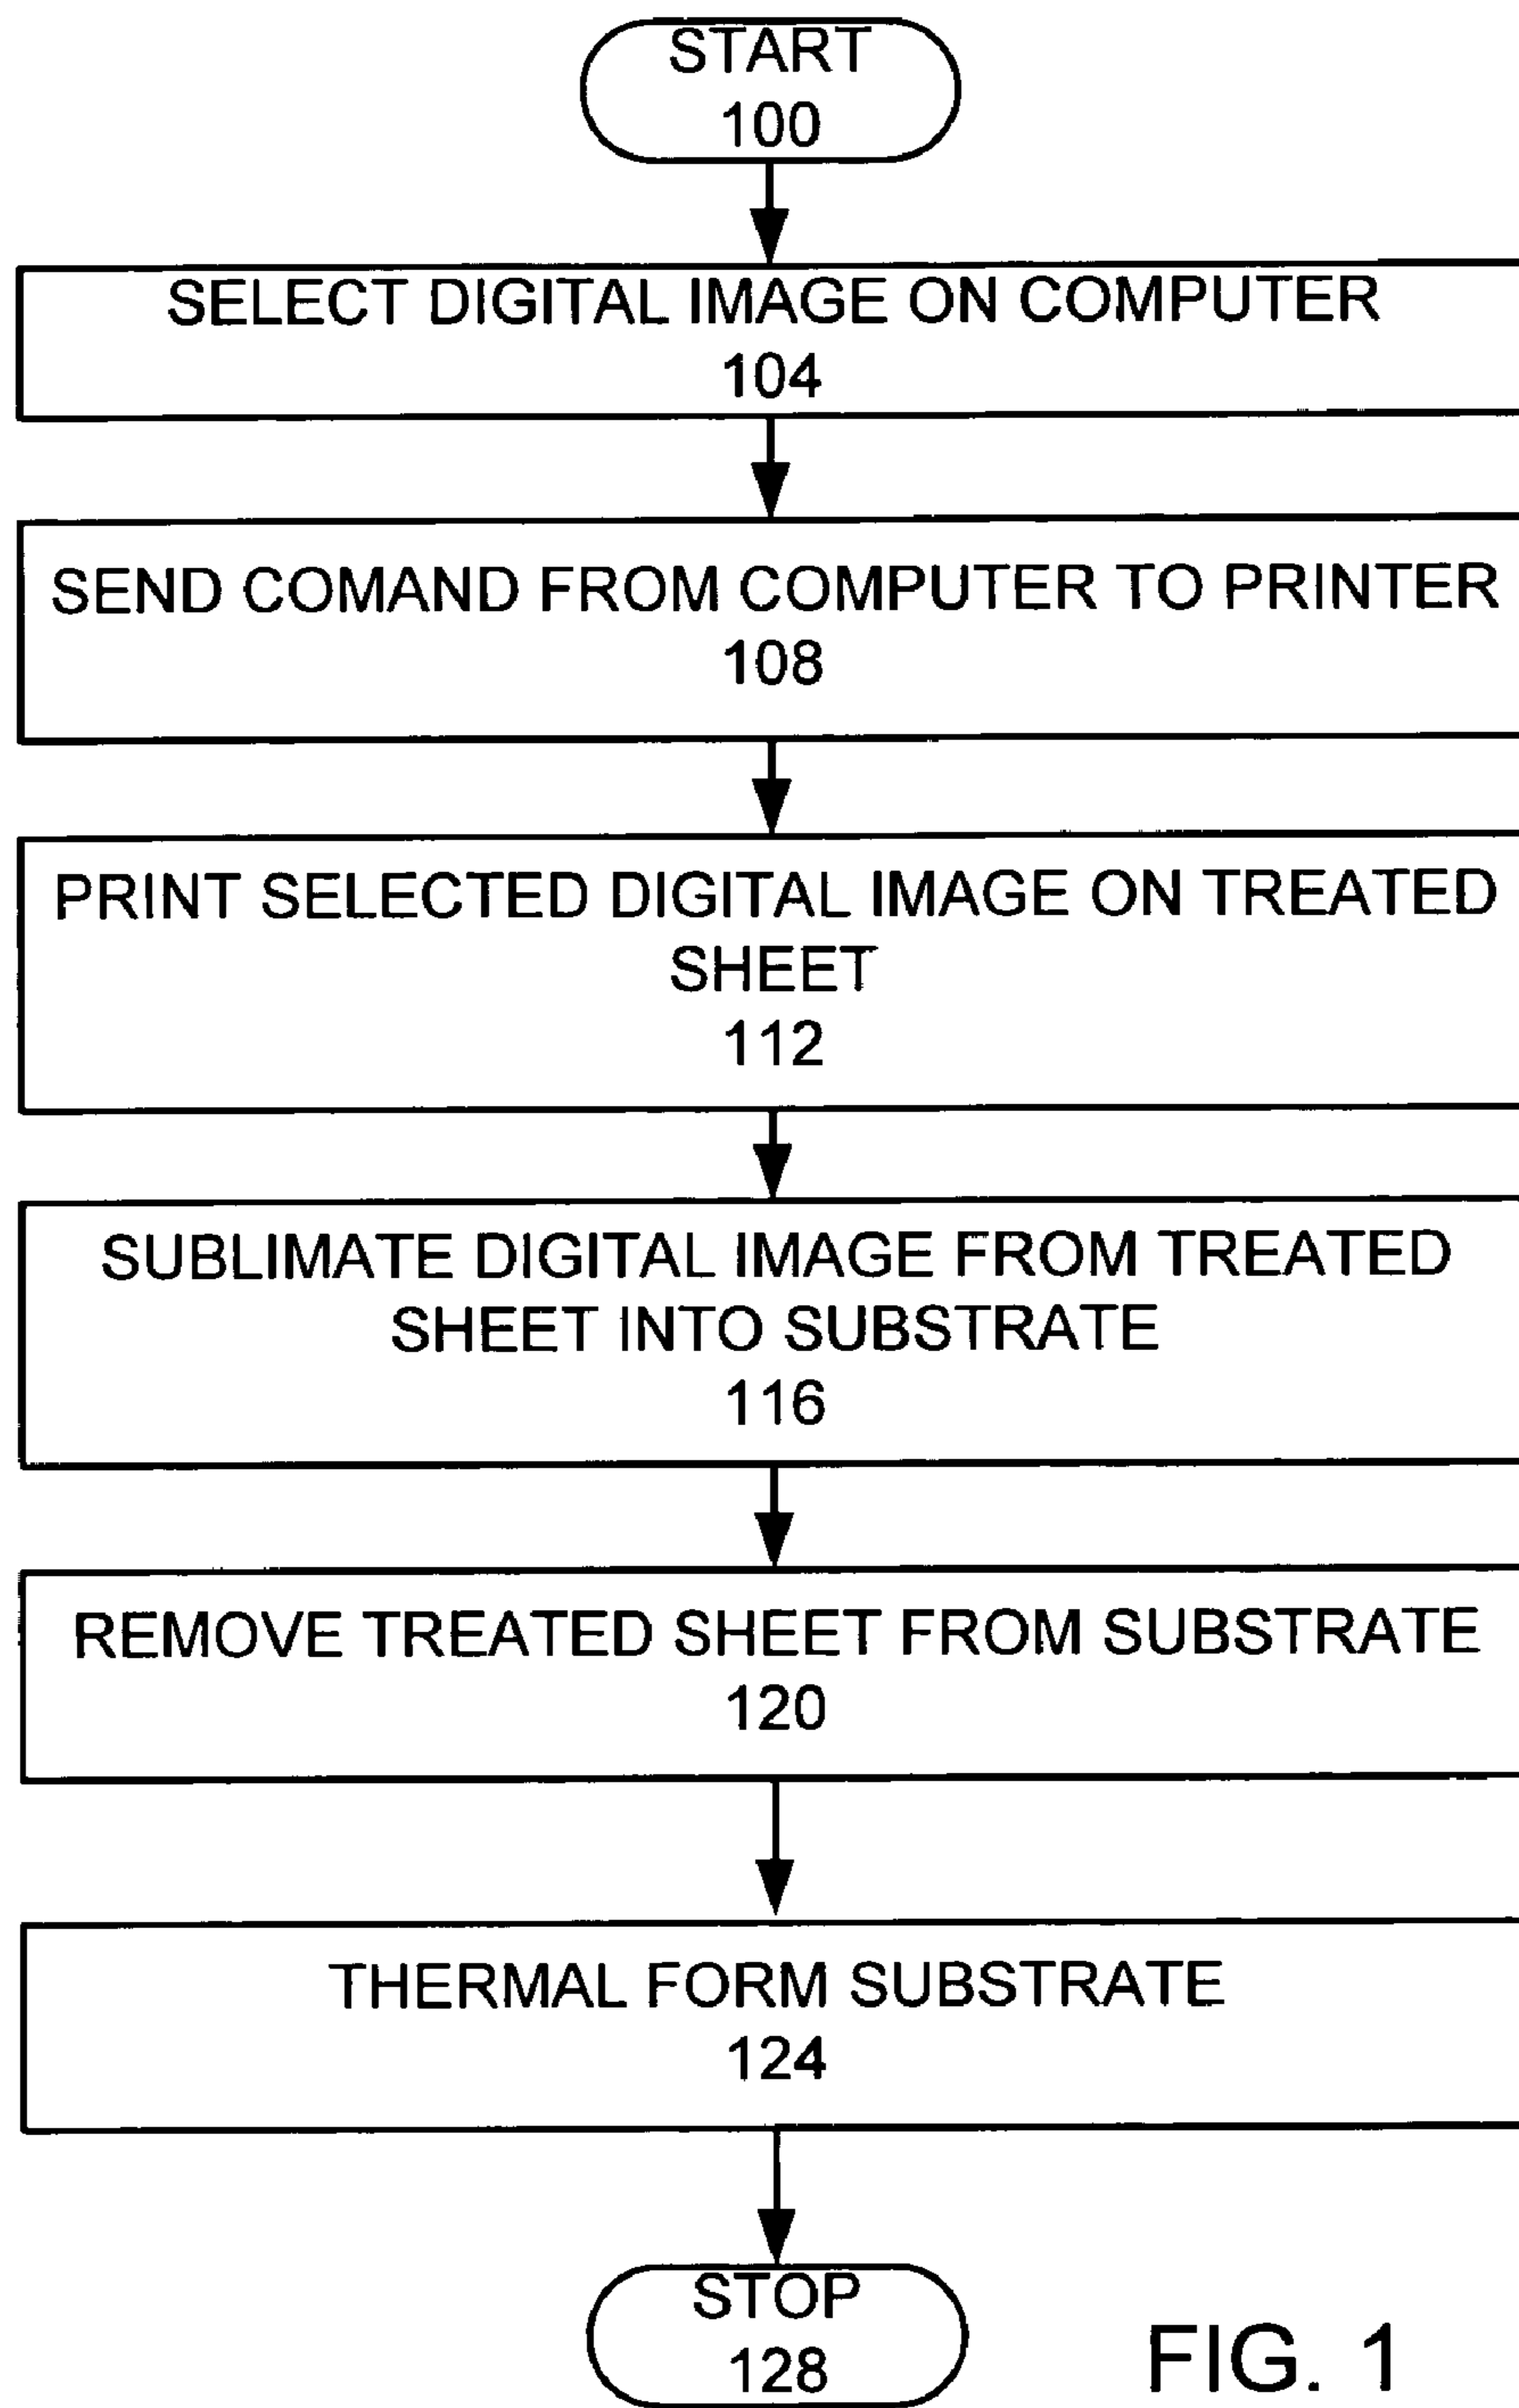 START
100
SELECT DIGITAL IMAGE ON COMPUTER
104
SEND COMAND FROM COMPUTER TO PRINTER
108
PRINT SELECTED DIGITAL IMAGE ON TREATED
SHEET
112
SUBLIMATE DIGITAL IMAGE FROM TREATED
SHEET INTO SUBSTRATE
116
REMOVE TREATED SHEET FROM SUBSTRATE
120
THERMAL FORM SUBSTRATE
124
STOP
128
FIG. 1